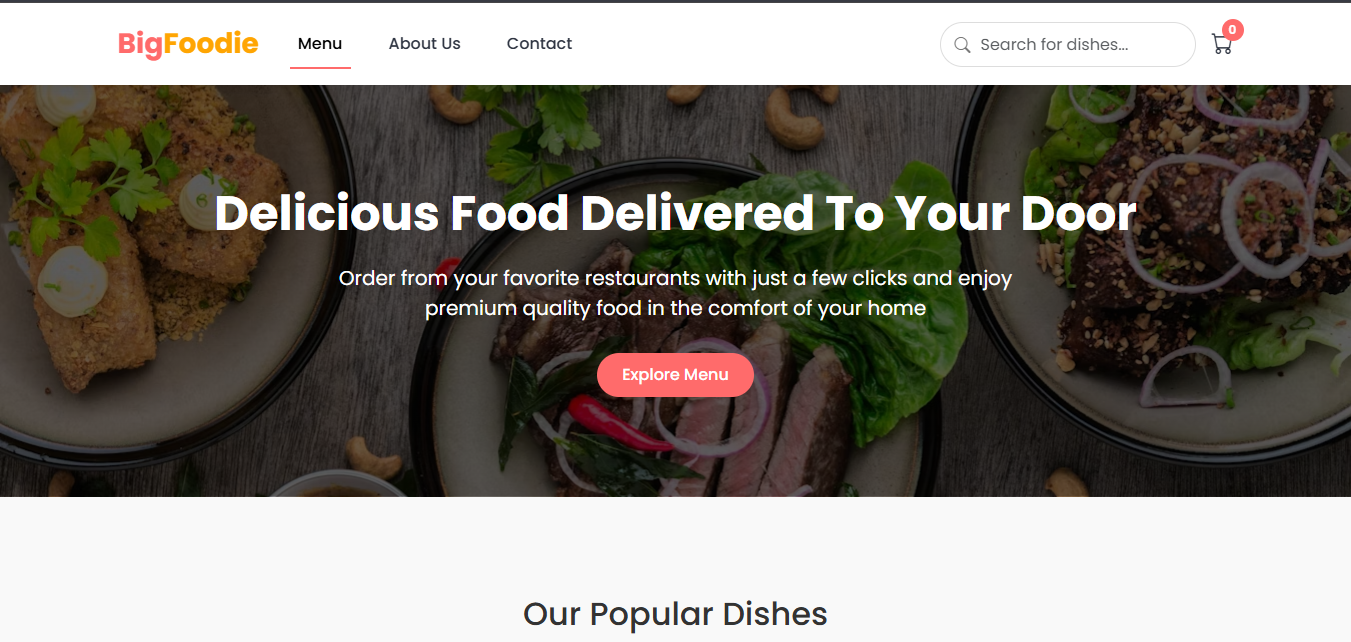 BigFoodie
Menu
About Us
Contact
Search for dishes...
0
Delicious Food Delivered To Your Door
Order from your favorite restaurants with just a few clicks and enjoy
premium quality food in the comfort of your home
Explore Menu
Our Popular Dishes